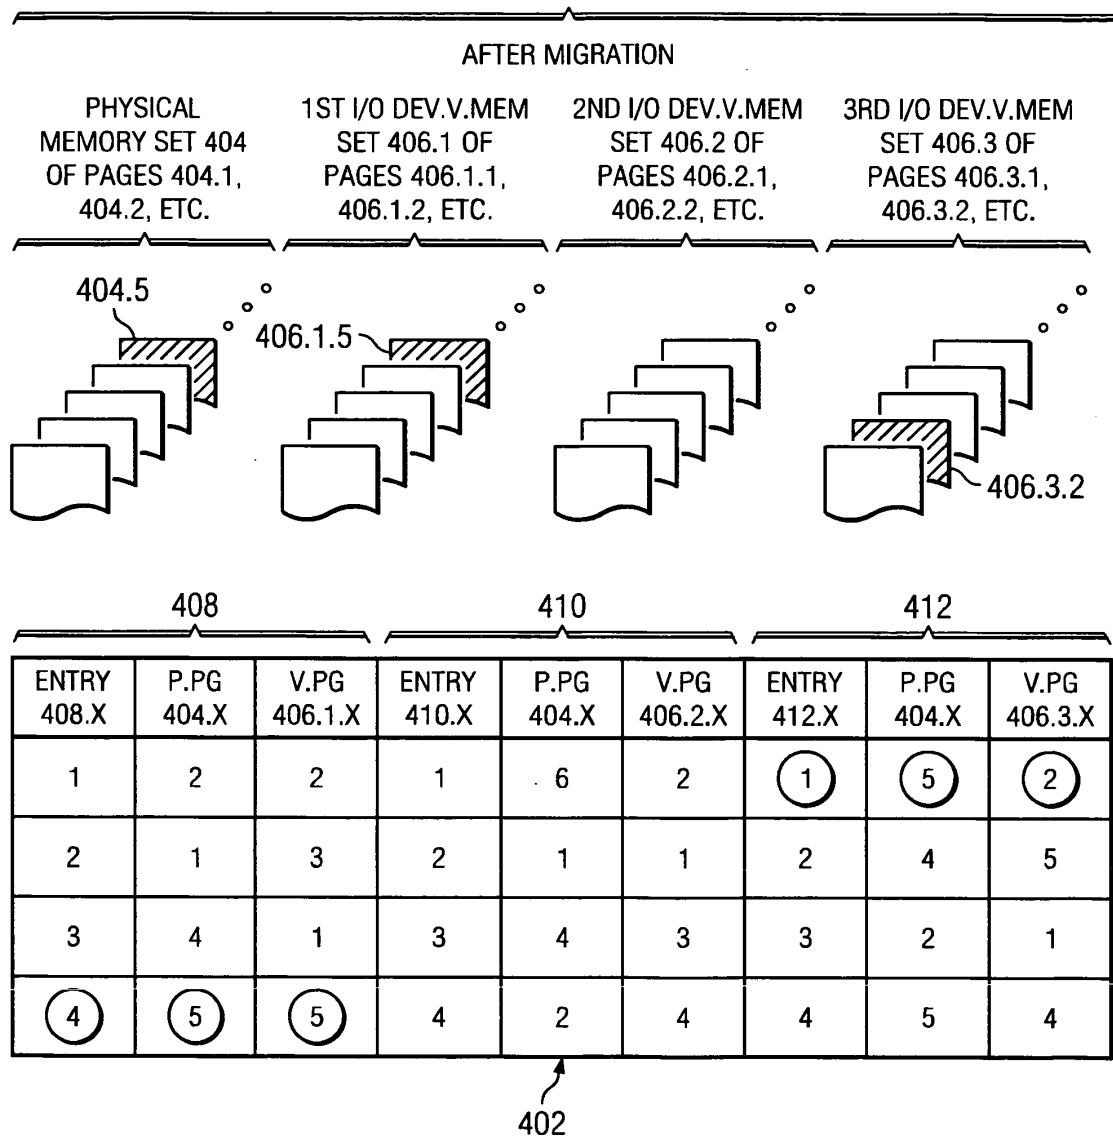 AFTER MIGRATION
PHYSICAL
MEMORY SET 404
OF PAGES 404.1,
404.2, ETC.
1ST I/O DEV.V.MEM
SET 406.1 OF
PAGES 406.1.1,
406.1.2, ETC.
2ND I/O DEV.V.MEM
SET 406.2 OF
PAGES 406.2.1,
406.2.2, ETC.
3RD I/O DEV.V.MEM
SET 406.3 OF
PAGES 406.3.1,
406.3.2, ETC.
404.5
406.1.5
406.3.2
408 410 412
ENTRY P.PG V.PG ENTRY P.PG V.PG ENTRY P.PG V.PG
408.X 404.X 406.1.X 410.X 404.X 406.2.X 412.X 404.X 406.3.X
1 2 2 1 6 2 1 5 2
2 1 3 2 1 1 2 4 5
3 4 1 3 4 3 3 2 1
4 5 5 4 2 4 4 5 4
402